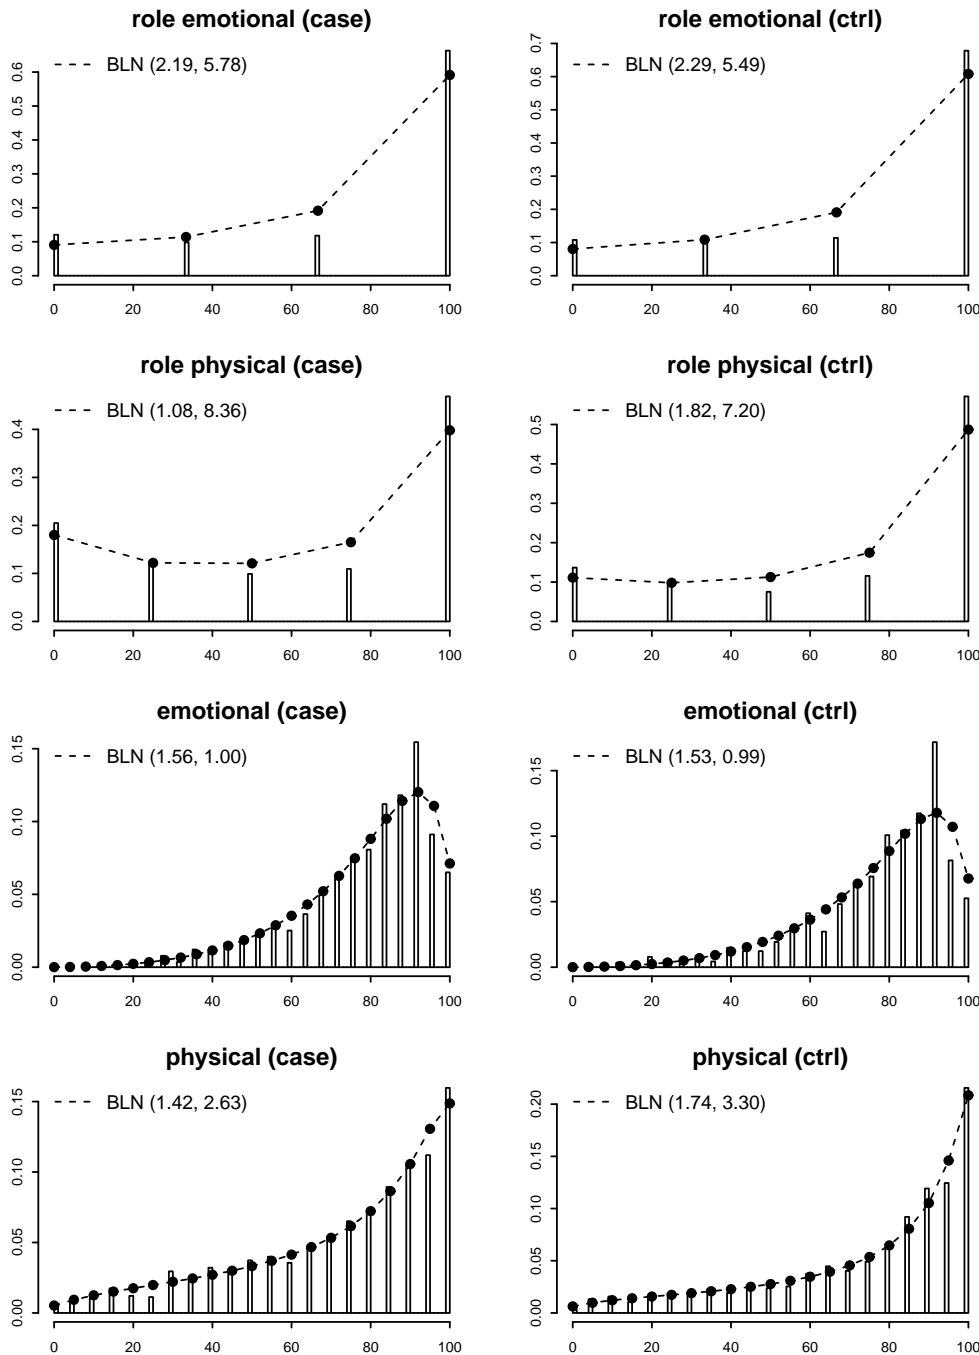 role emotional (case)
BLN (2.19, 5.78)
0.0 0.1 0.2 0.3 0.4 0.5 0.6
0 20 40 60 80 100
role emotional (ctrl)
BLN (2.29, 5.49)
0.0 0.1 0.2 0.3 0.4 0.5 0.6 0.7
0 20 40 60 80 100
role physical (case)
BLN (1.08, 8.36)
0.0 0.1 0.2 0.3 0.4
0 20 40 60 80 100
role physical (ctrl)
BLN (1.82, 7.20)
0.0 0.1 0.2 0.3 0.4 0.5
0 20 40 60 80 100
emotional (case)
BLN (1.56, 1.00)
0.00 0.05 0.10 0.15
0 20 40 60 80 100
emotional (ctrl)
BLN (1.53, 0.99)
0.00 0.05 0.10 0.15
0 20 40 60 80 100
physical (case)
BLN (1.42, 2.63)
0.00 0.05 0.10 0.15
0 20 40 60 80 100
physical (ctrl)
BLN (1.74, 3.30)
0.00 0.05 0.10 0.15 0.20
0 20 40 60 80 100